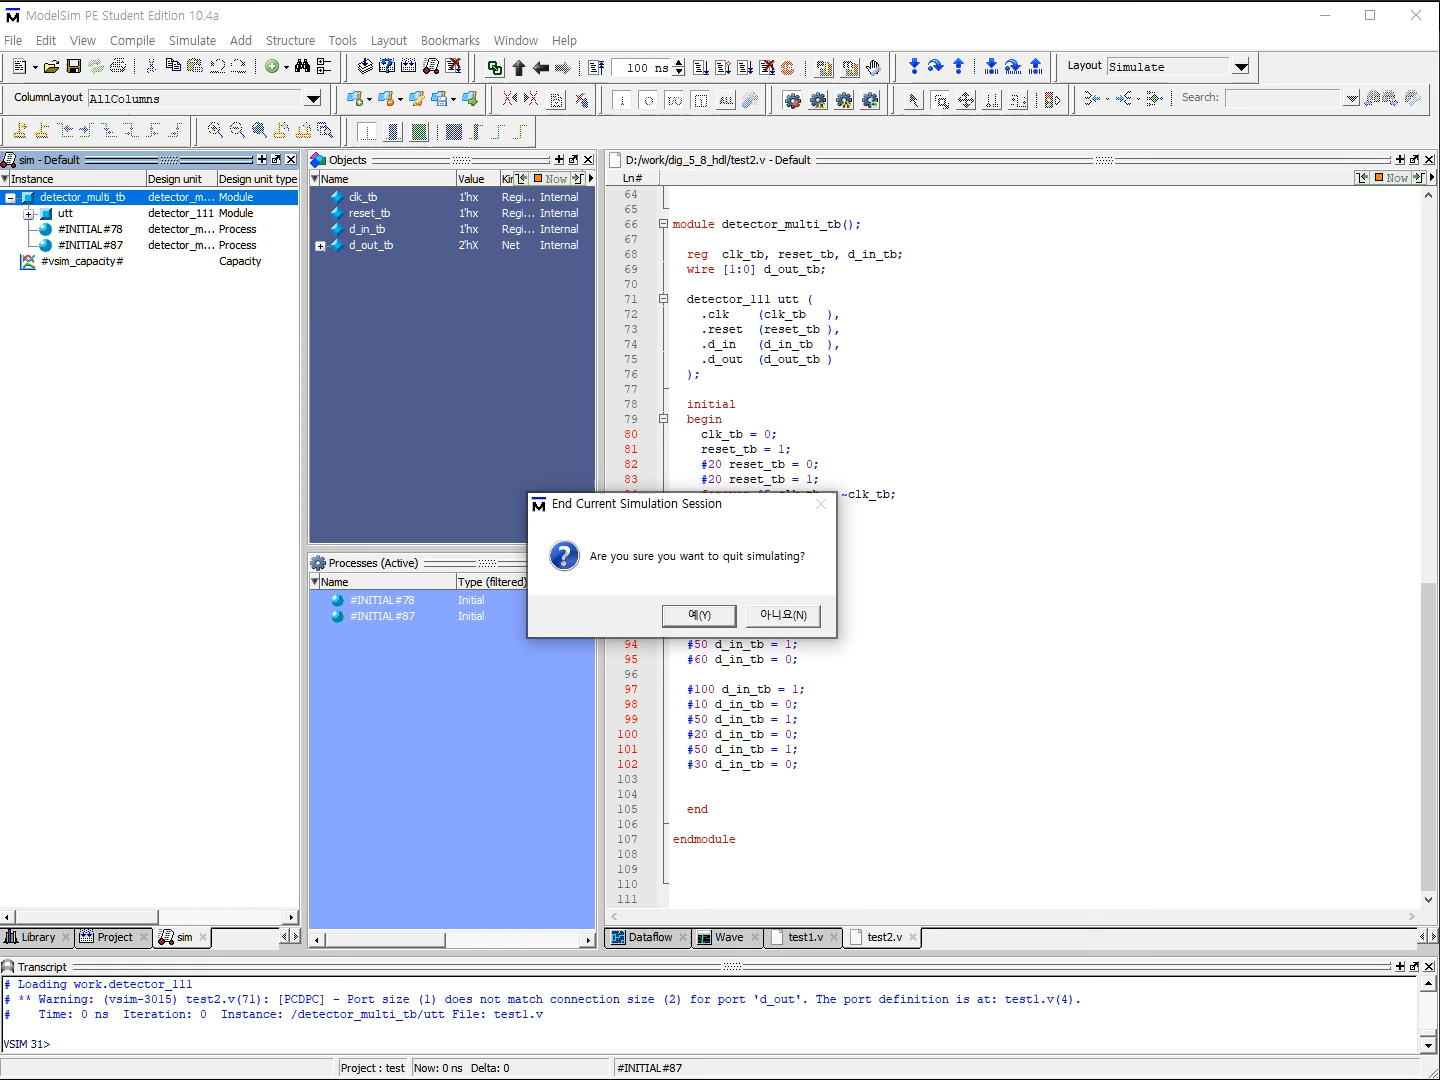 ModelSim PE Student Edition 10.4a
File Edit View Compile Simulate Add Structure Tools Layout Bookmarks Window Help
100 ns
Layout Simulate
ColumnLayout AllColumns
Search:
sim - Default
Instance Design unit Design unit type
detector_multi_tb detector_m... Module
utt detector_111 Module
#INITIAL#78 detector_m... Process
#INITIAL#87 detector_m... Process
#vsim_capacity# Capacity
Objects
Name Value Kin Now
clk_tb 1'hx Regi... Internal
reset_tb 1'hx Regi... Internal
d_in_tb 1'hx Regi... Internal
d_out_tb 2'hX Net Internal
Processes (Active)
Name Type (filtered)
#INITIAL#78 Initial
#INITIAL#87 Initial
D:/work/dig_5_8_hdl/test2.v - Default
Ln# Now
64
65
66 module detector_multi_tb();
67
68 reg clk_tb, reset_tb, d_in_tb;
69 wire [1:0] d_out_tb;
70
71 detector_111 utt (
72 .clk (clk_tb ),
73 .reset (reset_tb ),
74 .d_in (d_in_tb ),
75 .d_out (d_out_tb )
76 );
77
78 initial
79 begin
80 clk_tb = 0;
81 reset_tb = 1;
82 #20 reset_tb = 0;
83 #20 reset_tb = 1;
~clk_tb;
End Current Simulation Session
Are you sure you want to quit simulating?
예(Y) 아니요(N)
94 #50 d_in_tb = 1;
95 #60 d_in_tb = 0;
96
97 #100 d_in_tb = 1;
98 #10 d_in_tb = 0;
99 #50 d_in_tb = 1;
100 #20 d_in_tb = 0;
101 #50 d_in_tb = 1;
102 #30 d_in_tb = 0;
103
104
105 end
106
107 endmodule
108
109
110
111
Library Project sim
Dataflow Wave test1.v test2.v
Transcript
# Loading work.detector_111
# ** Warning: (vsim-3015) test2.v(71): [PCDPC] - Port size (1) does not match connection size (2) for port 'd_out'. The port definition is at: test1.v(4).
# Time: 0 ns Iteration: 0 Instance: /detector_multi_tb/utt File: test1.v
VSIM 31>
Project : test Now: 0 ns Delta: 0 #INITIAL#87